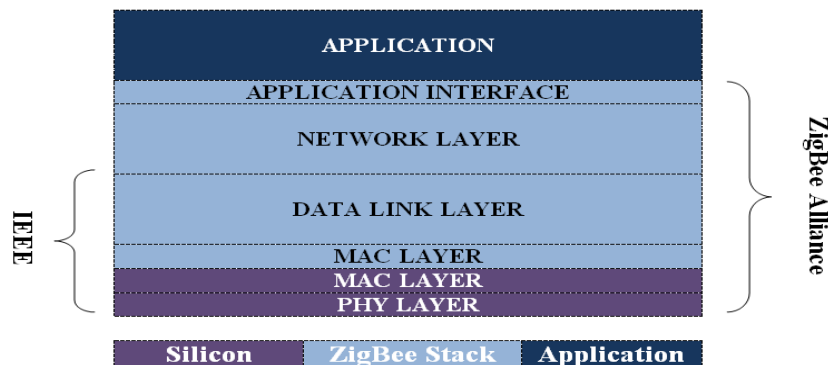 APPLICATION
APPLICATION INTERFACE
NETWORK LAYER
DATA LINK LAYER
MAC LAYER
MAC LAYER
PHY LAYER
IEEE
ZigBee Alliance
Silicon
ZigBee Stack
Application